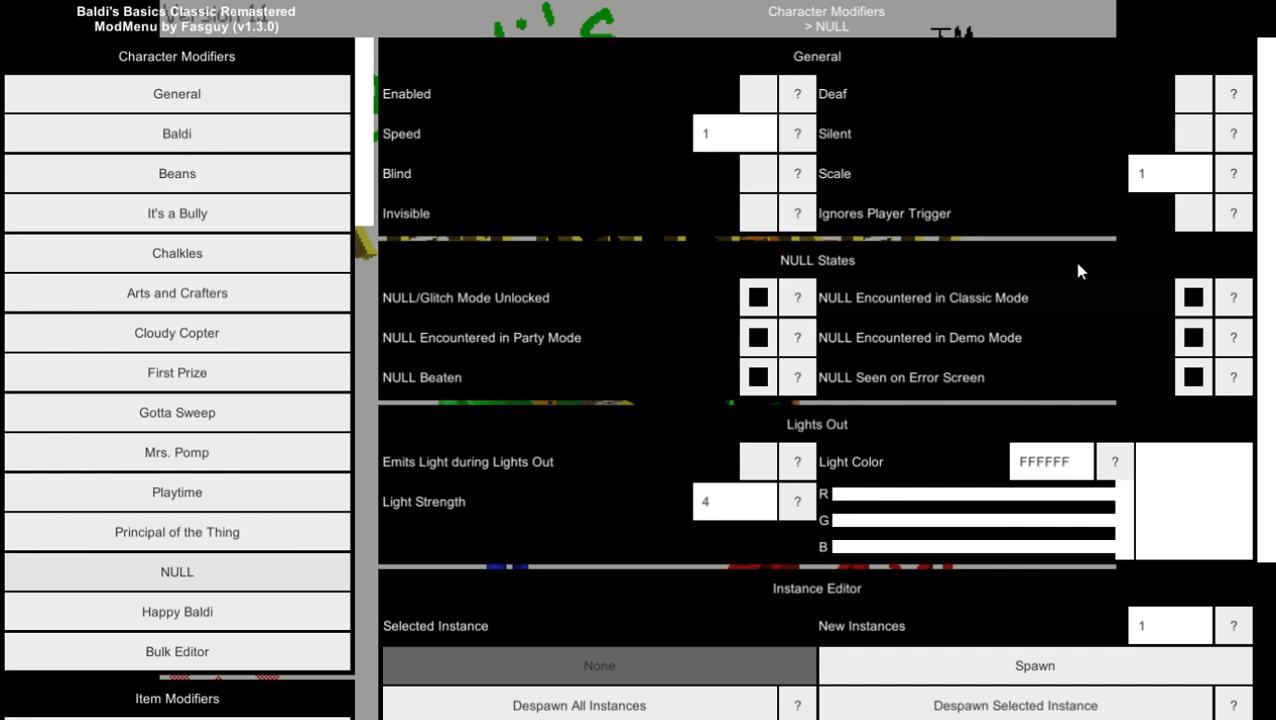 Baldi's Basics Classic Remastered
ModMenu by Fasguy (v1.3.0)
Character Modifiers
General
Baldi
Beans
It's a Bully
Chalkles
Arts and Crafters
Cloudy Copter
First Prize
Gotta Sweep
Mrs. Pomp
Playtime
Principal of the Thing
NULL
Happy Baldi
Bulk Editor
Item Modifiers
Character Modifiers
> NULL
General
Enabled ? Deaf ?
Speed 1 ? Silent ?
Blind ? Scale 1 ?
Invisible ? Ignores Player Trigger ?
NULL States
NULL/Glitch Mode Unlocked ? NULL Encountered in Classic Mode ?
NULL Encountered in Party Mode ? NULL Encountered in Demo Mode ?
NULL Beaten ? NULL Seen on Error Screen ?
Lights Out
Emits Light during Lights Out ? Light Color FFFFFF ?
Light Strength 4 ? R
G
B
Instance Editor
Selected Instance New Instances 1 ?
None Spawn
Despawn All Instances ? Despawn Selected Instance ?